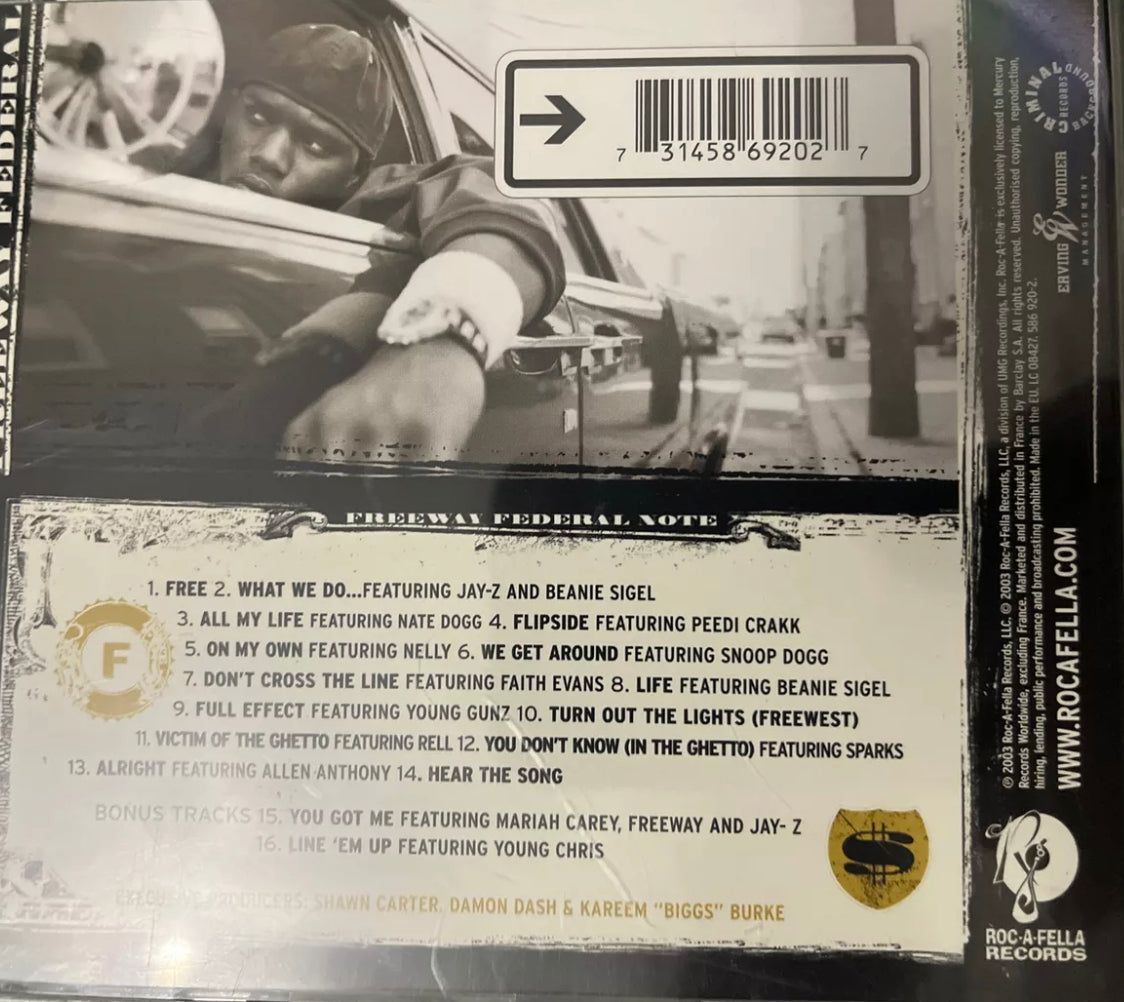 FEDERAL
7 31458 69202 7
FREEWAY FEDERAL NOTE
1. FREE 2. WHAT WE DO...FEATURING JAY-Z AND BEANIE SIGEL
3. ALL MY LIFE FEATURING NATE DOGG 4. FLIPSIDE FEATURING PEEDI CRAKK
5. ON MY OWN FEATURING NELLY 6. WE GET AROUND FEATURING SNOOP DOGG
7. DON'T CROSS THE LINE FEATURING FAITH EVANS 8. LIFE FEATURING BEANIE SIGEL
F
9. FULL EFFECT FEATURING YOUNG GUNZ 10. TURN OUT THE LIGHTS (FREEWEST)
11. VICTIM OF THE GHETTO FEATURING RELL 12. YOU DON'T KNOW (IN THE GHETTO) FEATURING SPARKS
13. ALRIGHT FEATURING ALLEN ANTHONY 14. HEAR THE SONG
BONUS TRACKS 15. YOU GOT ME FEATURING MARIAH CAREY, FREEWAY AND JAY- Z
16. LINE 'EM UP FEATURING YOUNG CHRIS
EXECUTIVE PRODUCERS: SHAWN CARTER, DAMON DASH & KAREEM "BIGGS" BURKE
$
℗ 2003 Roc-A-Fella Records, LLC, © 2003 Roc-A-Fella Records, LLC, a division of UMG Recordings, Inc. Roc-A-Fella is exclusively licensed to Mercury
Records Worldwide, excluding France. Marketed and distributed in France by Barclay S.A. All rights reserved. Unauthorised copying, reproduction,
hiring, lending, public performance and broadcasting prohibited. Made in the EU. LC 08427. 586 920-2.
WWW.ROCAFELLA.COM
ERVING & WONDER
MANAGEMENT
CRIMINAL BACKGROUND
RECORDS
ROC
ROC-A-FELLA
RECORDS